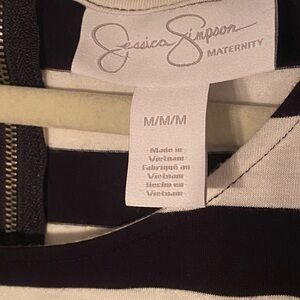 Jessica Simpson
MATERNITY
M/M/M
Made in
Vietnam
Fabriqué au
Vietnam
Hecho en
Vietnam